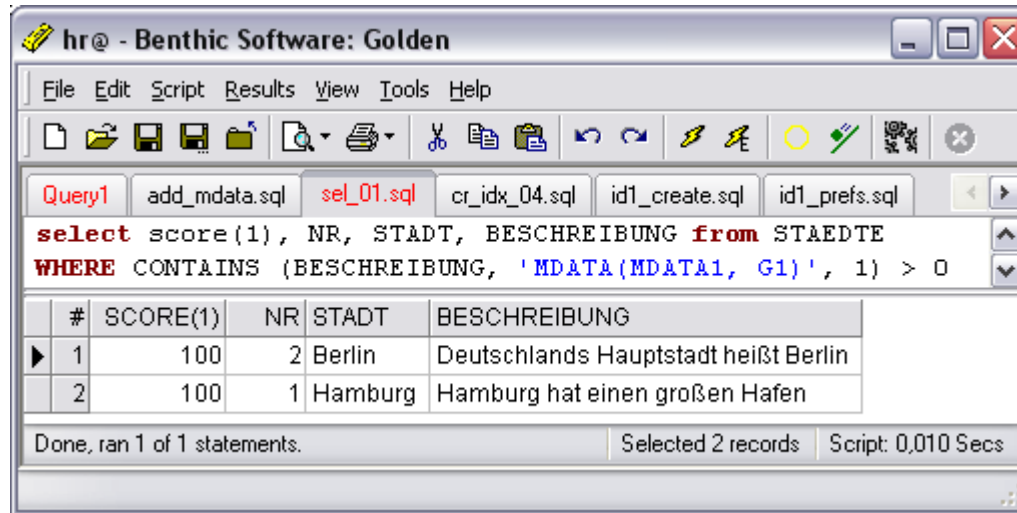 hr@ - Benthic Software: Golden
File Edit Script Results View Tools Help
Query1 add_mdata.sql sel_01.sql cr_idx_04.sql id1_create.sql id1_prefs.sql
select score(1), NR, STADT, BESCHREIBUNG from STAEDTE
WHERE CONTAINS (BESCHREIBUNG, 'MDATA(MDATA1, G1)', 1) > 0
# SCORE(1) NR STADT BESCHREIBUNG
1 100 2 Berlin Deutschlands Hauptstadt heißt Berlin
2 100 1 Hamburg Hamburg hat einen großen Hafen
Done, ran 1 of 1 statements. Selected 2 records Script: 0,010 Secs